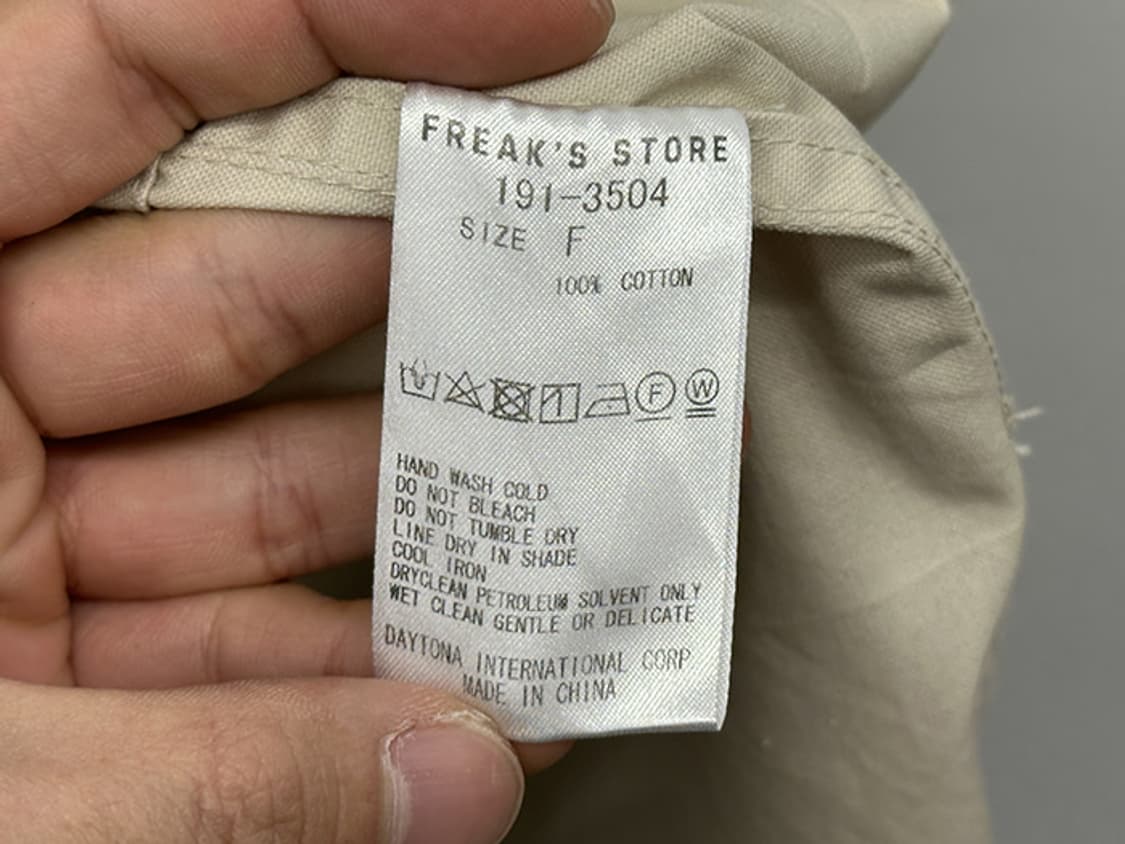 FREAK'S STORE
191-3504
SIZE F
100% COTTON
F W
HAND WASH COLD
DO NOT BLEACH
DO NOT TUMBLE DRY
LINE DRY IN SHADE
COOL IRON
DRYCLEAN PETROLEUM SOLVENT ONLY
WET CLEAN GENTLE OR DELICATE
DAYTONA INTERNATIONAL CORP
MADE IN CHINA